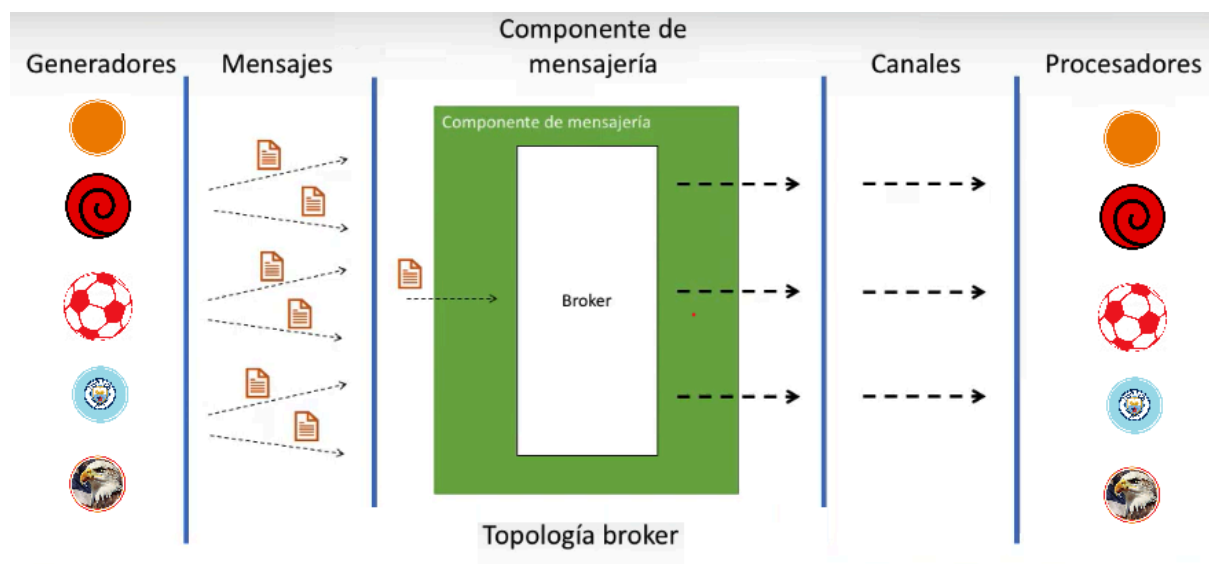 Generadores
Mensajes
Componente de
mensajería
Canales
Procesadores
Componente de mensajería
Broker
Topología broker